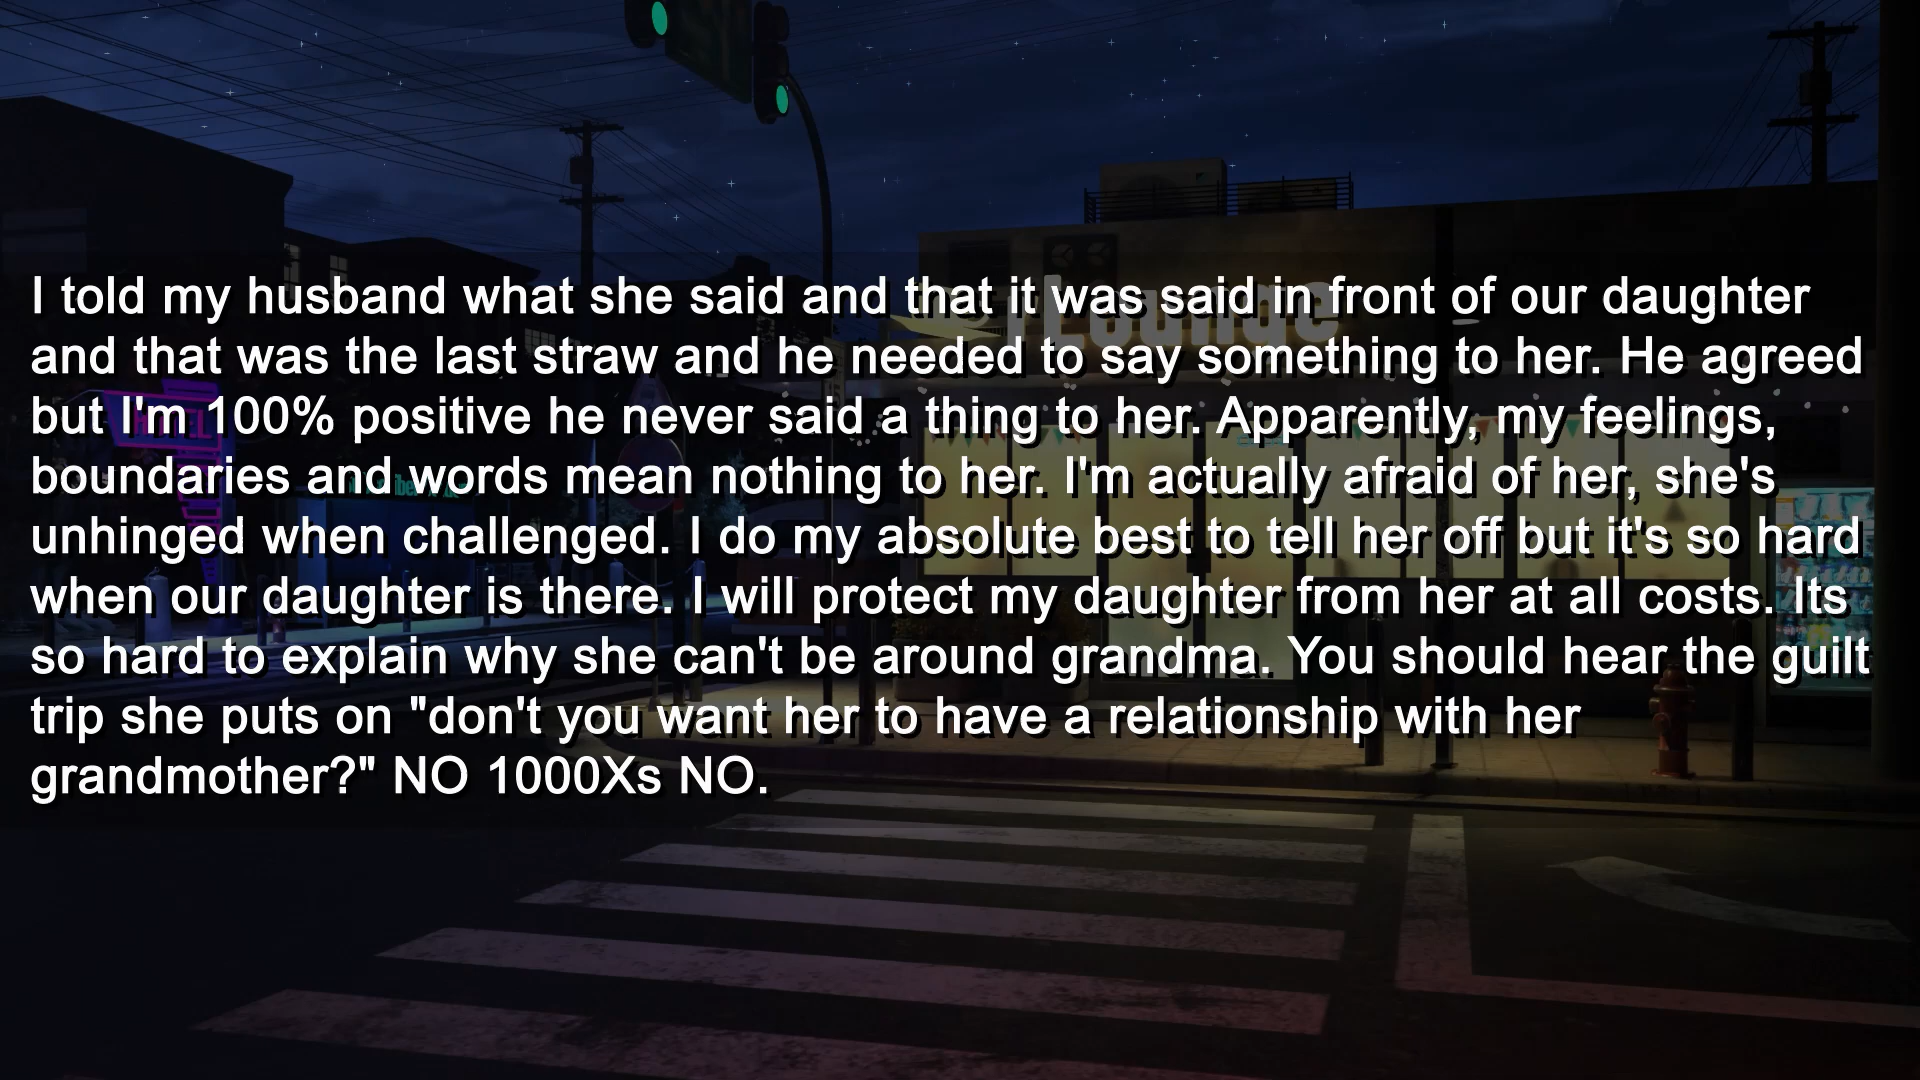 I told my husband what she said and that it was said in front of our daughter
and that was the last straw and he needed to say something to her. He agreed
but I'm 100% positive he never said a thing to her. Apparently, my feelings,
boundaries and words mean nothing to her. I'm actually afraid of her, she's
unhinged when challenged. I do my absolute best to tell her off but it's so hard
when our daughter is there. I will protect my daughter from her at all costs. Its
so hard to explain why she can't be around grandma. You should hear the guilt
trip she puts on "don't you want her to have a relationship with her
grandmother?" NO 1000Xs NO.
Lounge